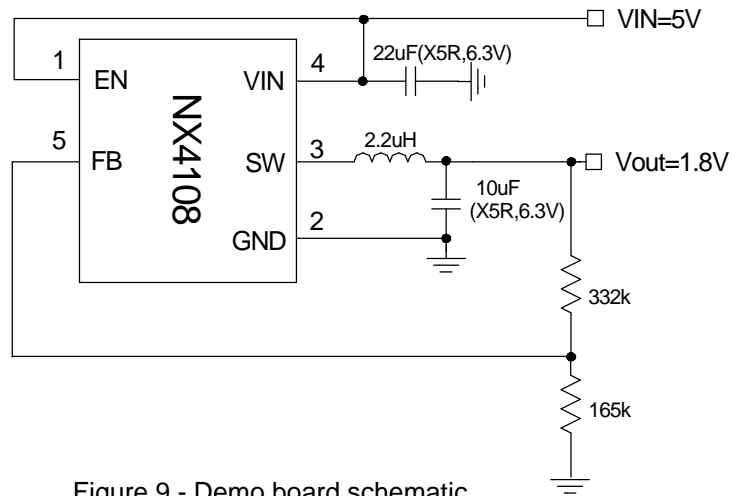 VIN=5V
22uF(X5R,6.3V)
1
EN
VIN
4
NX4108
5
FB
SW
3
2.2uH
Vout=1.8V
10uF
(X5R,6.3V)
GND
2
332k
165k
Figure 9 - Demo board schematic